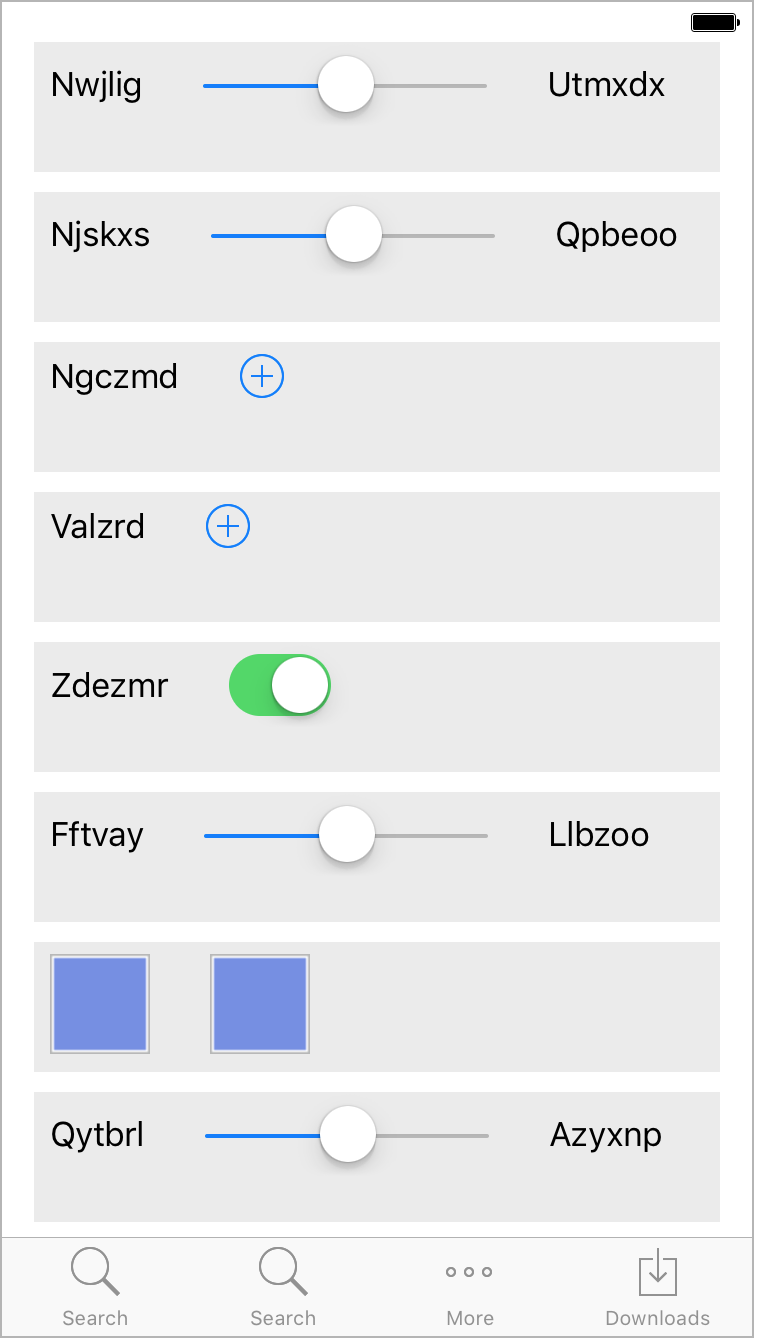 Nwjlig Utmxdx
Njskxs Qpbeoo
Ngczmd
Valzrd
Zdezmr
Fftvay Llbzoo
Qytbrl Azyxnp
Search Search More Downloads